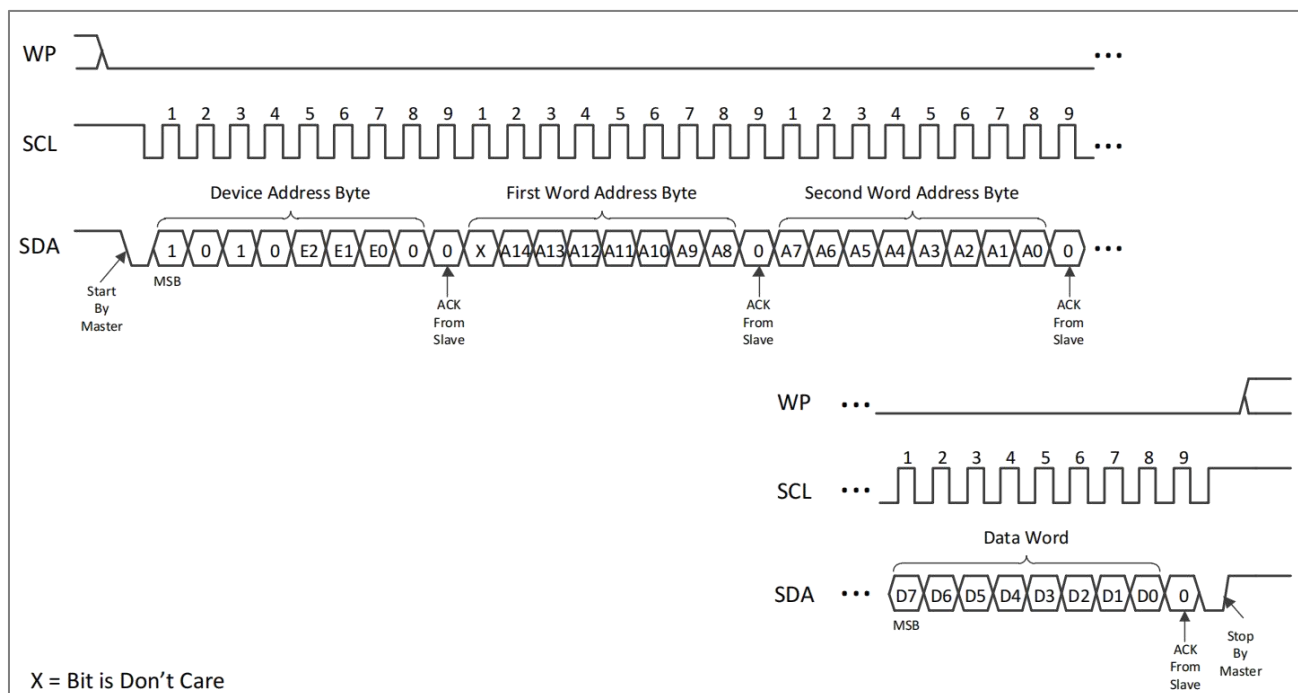 WP
...
1 2 3 4 5 6 7 8 9 1 2 3 4 5 6 7 8 9 1 2 3 4 5 6 7 8 9
SCL
...
Device Address Byte First Word Address Byte Second Word Address Byte
SDA 1 0 1 0 E2 E1 E0 0 0 X A14 A13 A12 A11 A10 A9 A8 0 A7 A6 A5 A4 A3 A2 A1 A0 0 ...
MSB
Start
By
Master
ACK
From
Slave
ACK
From
Slave
ACK
From
Slave
WP ...
1 2 3 4 5 6 7 8 9
SCL ...
Data Word
SDA ... D7 D6 D5 D4 D3 D2 D1 D0 0
MSB
ACK
From
Slave
Stop
By
Master
X = Bit is Don’t Care